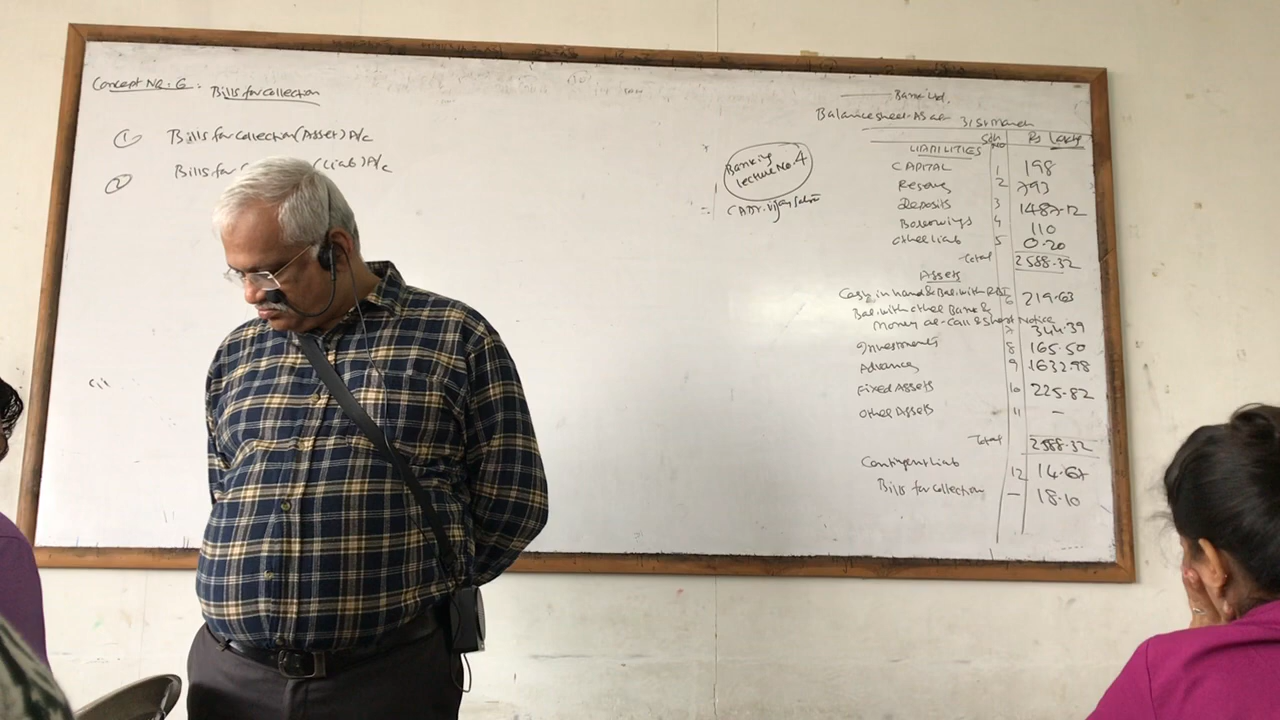 Concept No. 6 : Bills for collection
① Bills for collection (Asset) A/c
② Bills for (Liab) A/c
Banking
lecture No. 4
Bank Ltd.
Balance sheet As at 31st March
Sch No Rs
LIABILITIES
CAPITAL 1 198
Reserve 2 793
Deposits 3 1487.12
Borrowings 4 110
other liab 5 0.20
Total 2588.32
Assets
Cash in hand & Bal. with RBI 6 219.63
Bal. with other Bank &
Money at Call & Short Notice 7 344.39
Investments 8 165.50
Advances 9 1632.98
Fixed Assets 10 225.82
other Assets 11 —
Total 2588.32
Contingent Liab 12 14.67
Bills for collection — 18.10